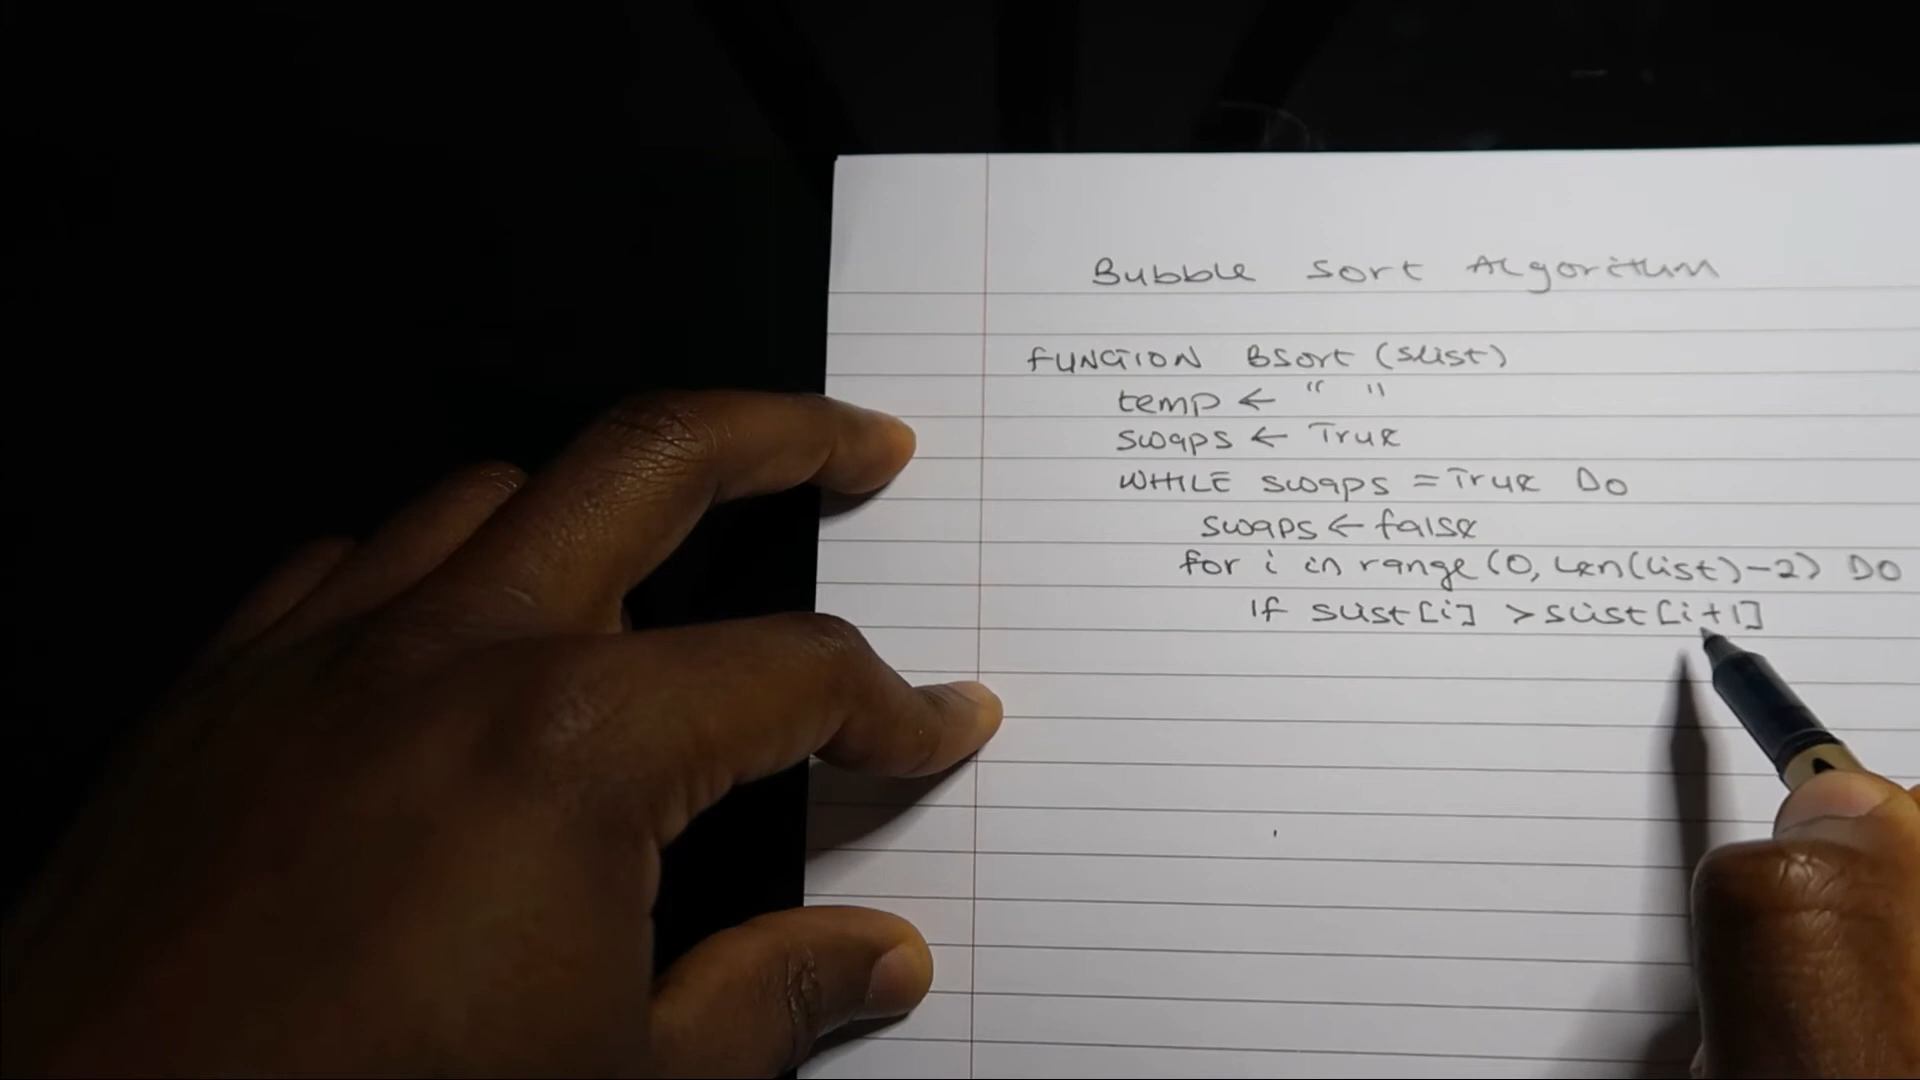 Bubble Sort Algorithm
FUNCTION BSort (slist)
temp ← " "
swaps ← True
WHILE swaps = True Do
swaps ← false
for i in range (0, Len(list) - 2) DO
If slist [i] > slist [i+1]